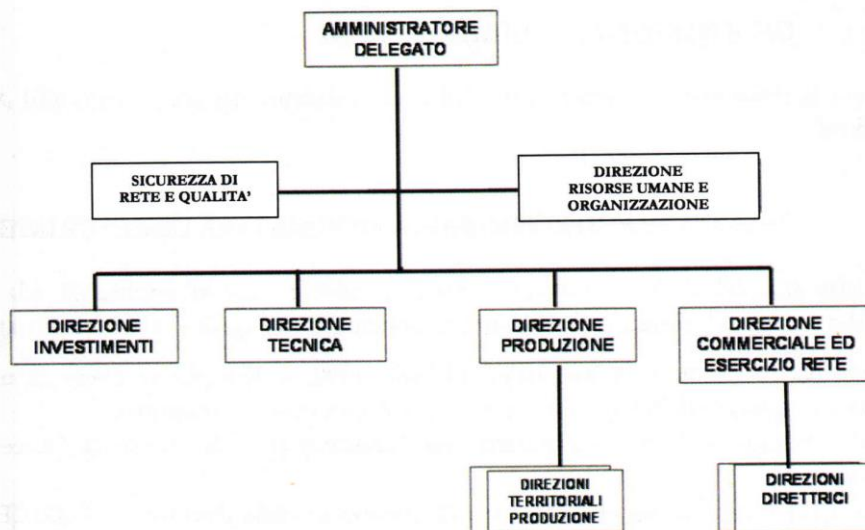 AMMINISTRATORE
DELEGATO
SICUREZZA DI
RETE E QUALITA'
DIREZIONE
RISORSE UMANE E
ORGANIZZAZIONE
DIREZIONE
INVESTIMENTI
DIREZIONE
TECNICA
DIREZIONE
PRODUZIONE
DIREZIONE
COMMERCIALE ED
ESERCIZIO RETE
DIREZIONI
TERRITORIALI
PRODUZIONE
DIREZIONI
DIRETTRICI